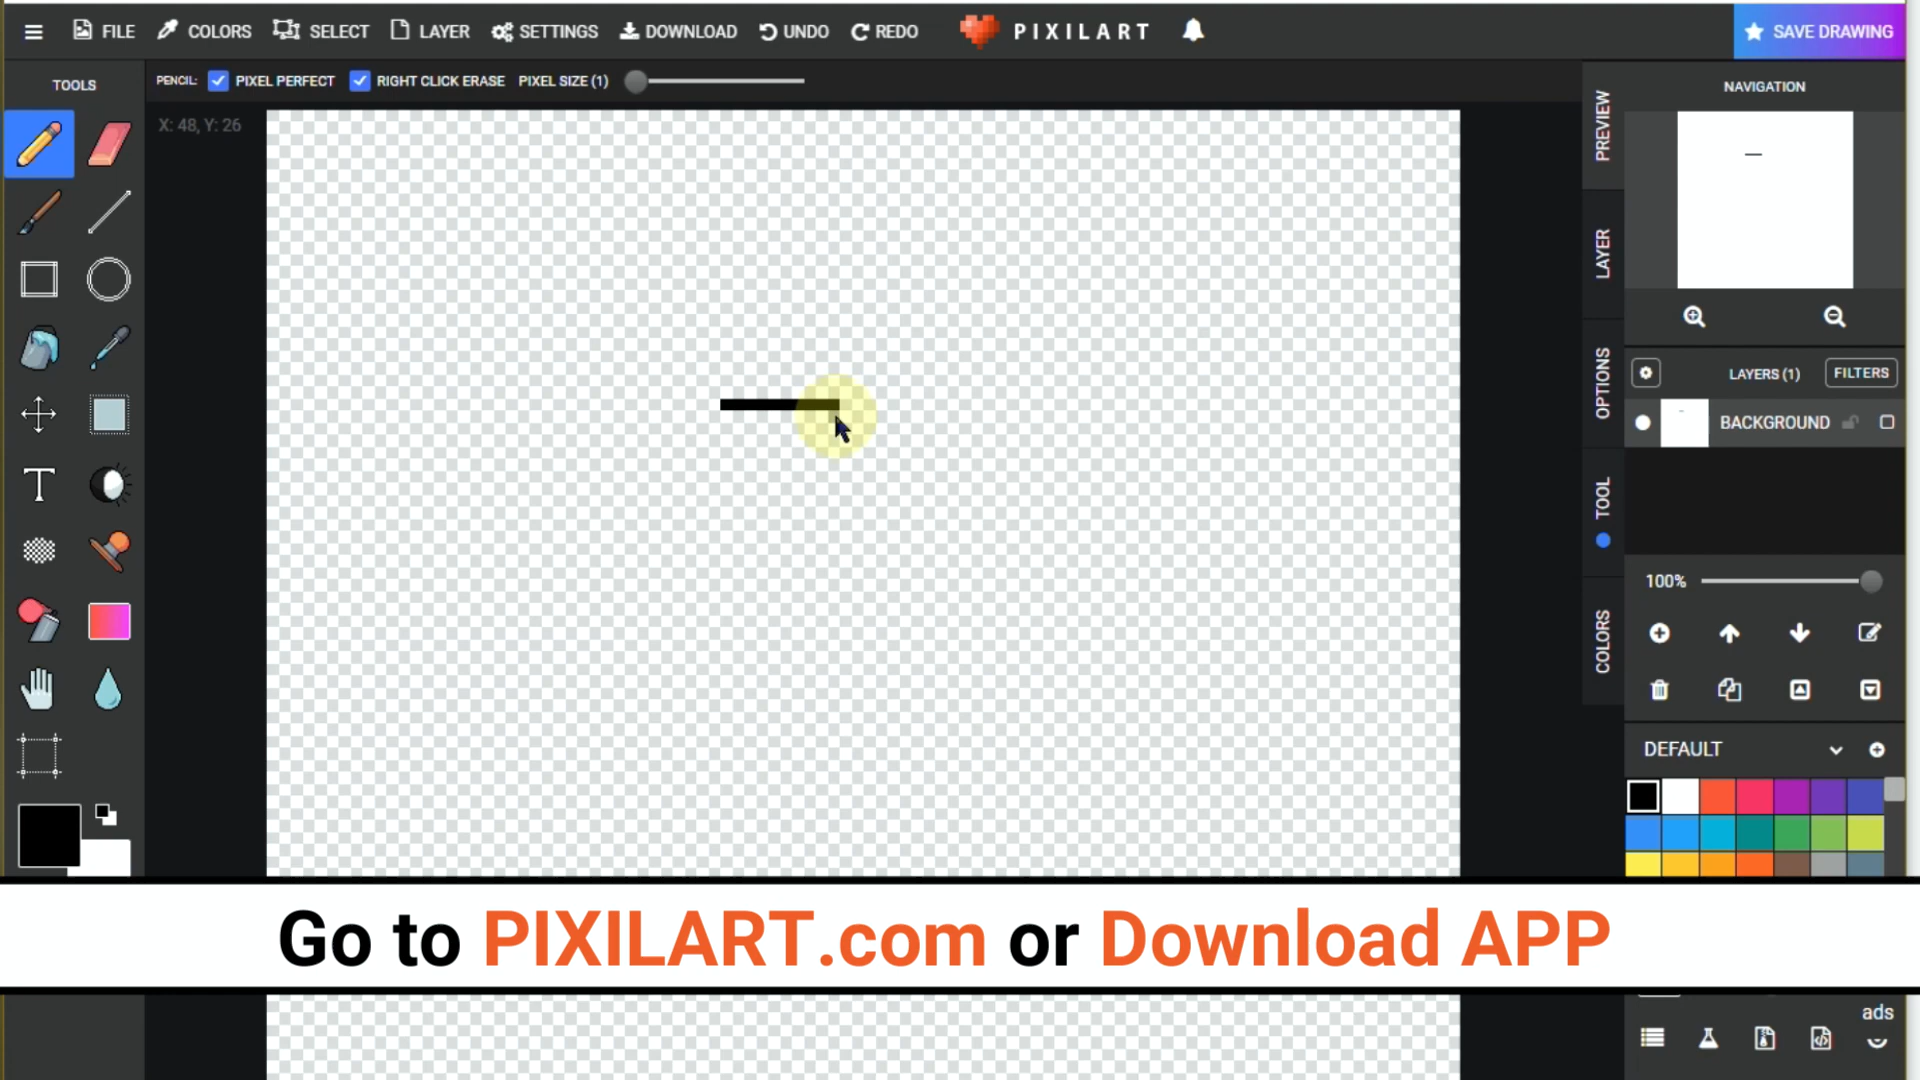 FILE COLORS SELECT LAYER SETTINGS DOWNLOAD UNDO REDO PIXILART SAVE DRAWING
TOOLS
PENCIL: PIXEL PERFECT RIGHT CLICK ERASE PIXEL SIZE (1)
X: 48, Y: 26
PREVIEW
LAYER
OPTIONS
TOOL
COLORS
NAVIGATION
LAYERS (1) FILTERS
BACKGROUND
100%
DEFAULT
Go to PIXILART.com or Download APP
ads